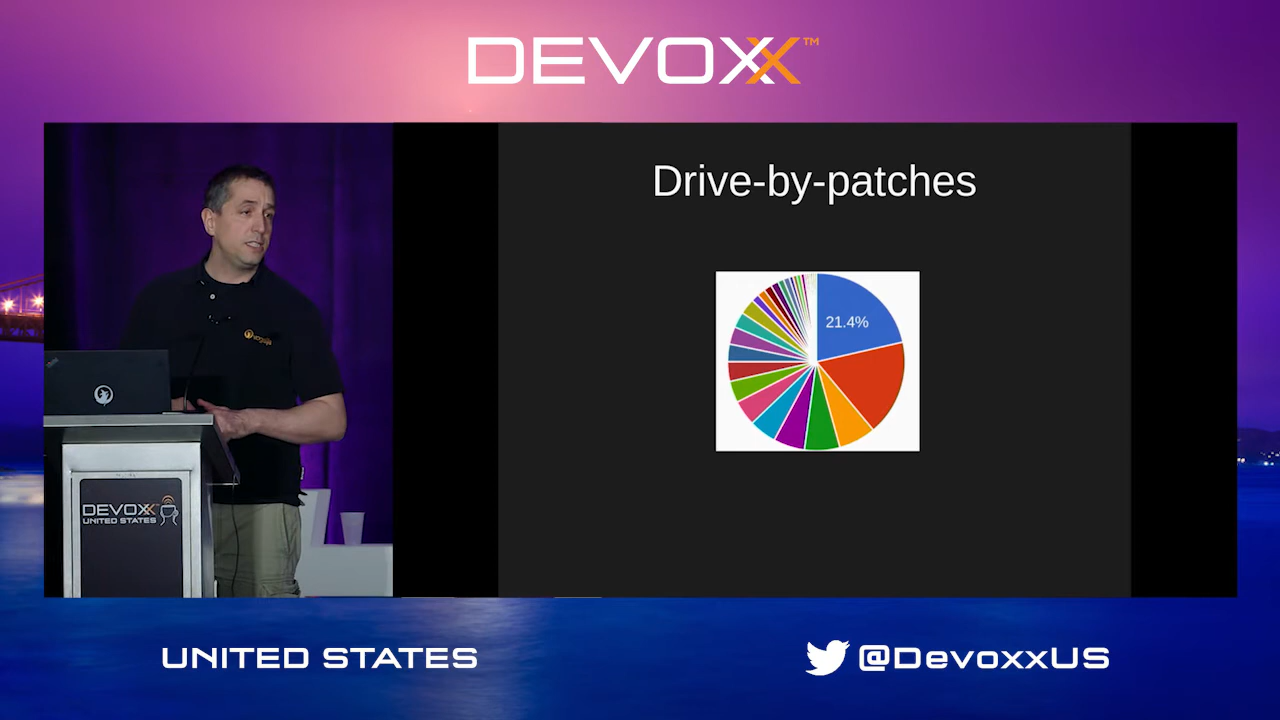 DEVOXX™
Drive-by-patches
21.4%
DEVOXX
UNITED STATES
UNITED STATES
@DevoxxUS